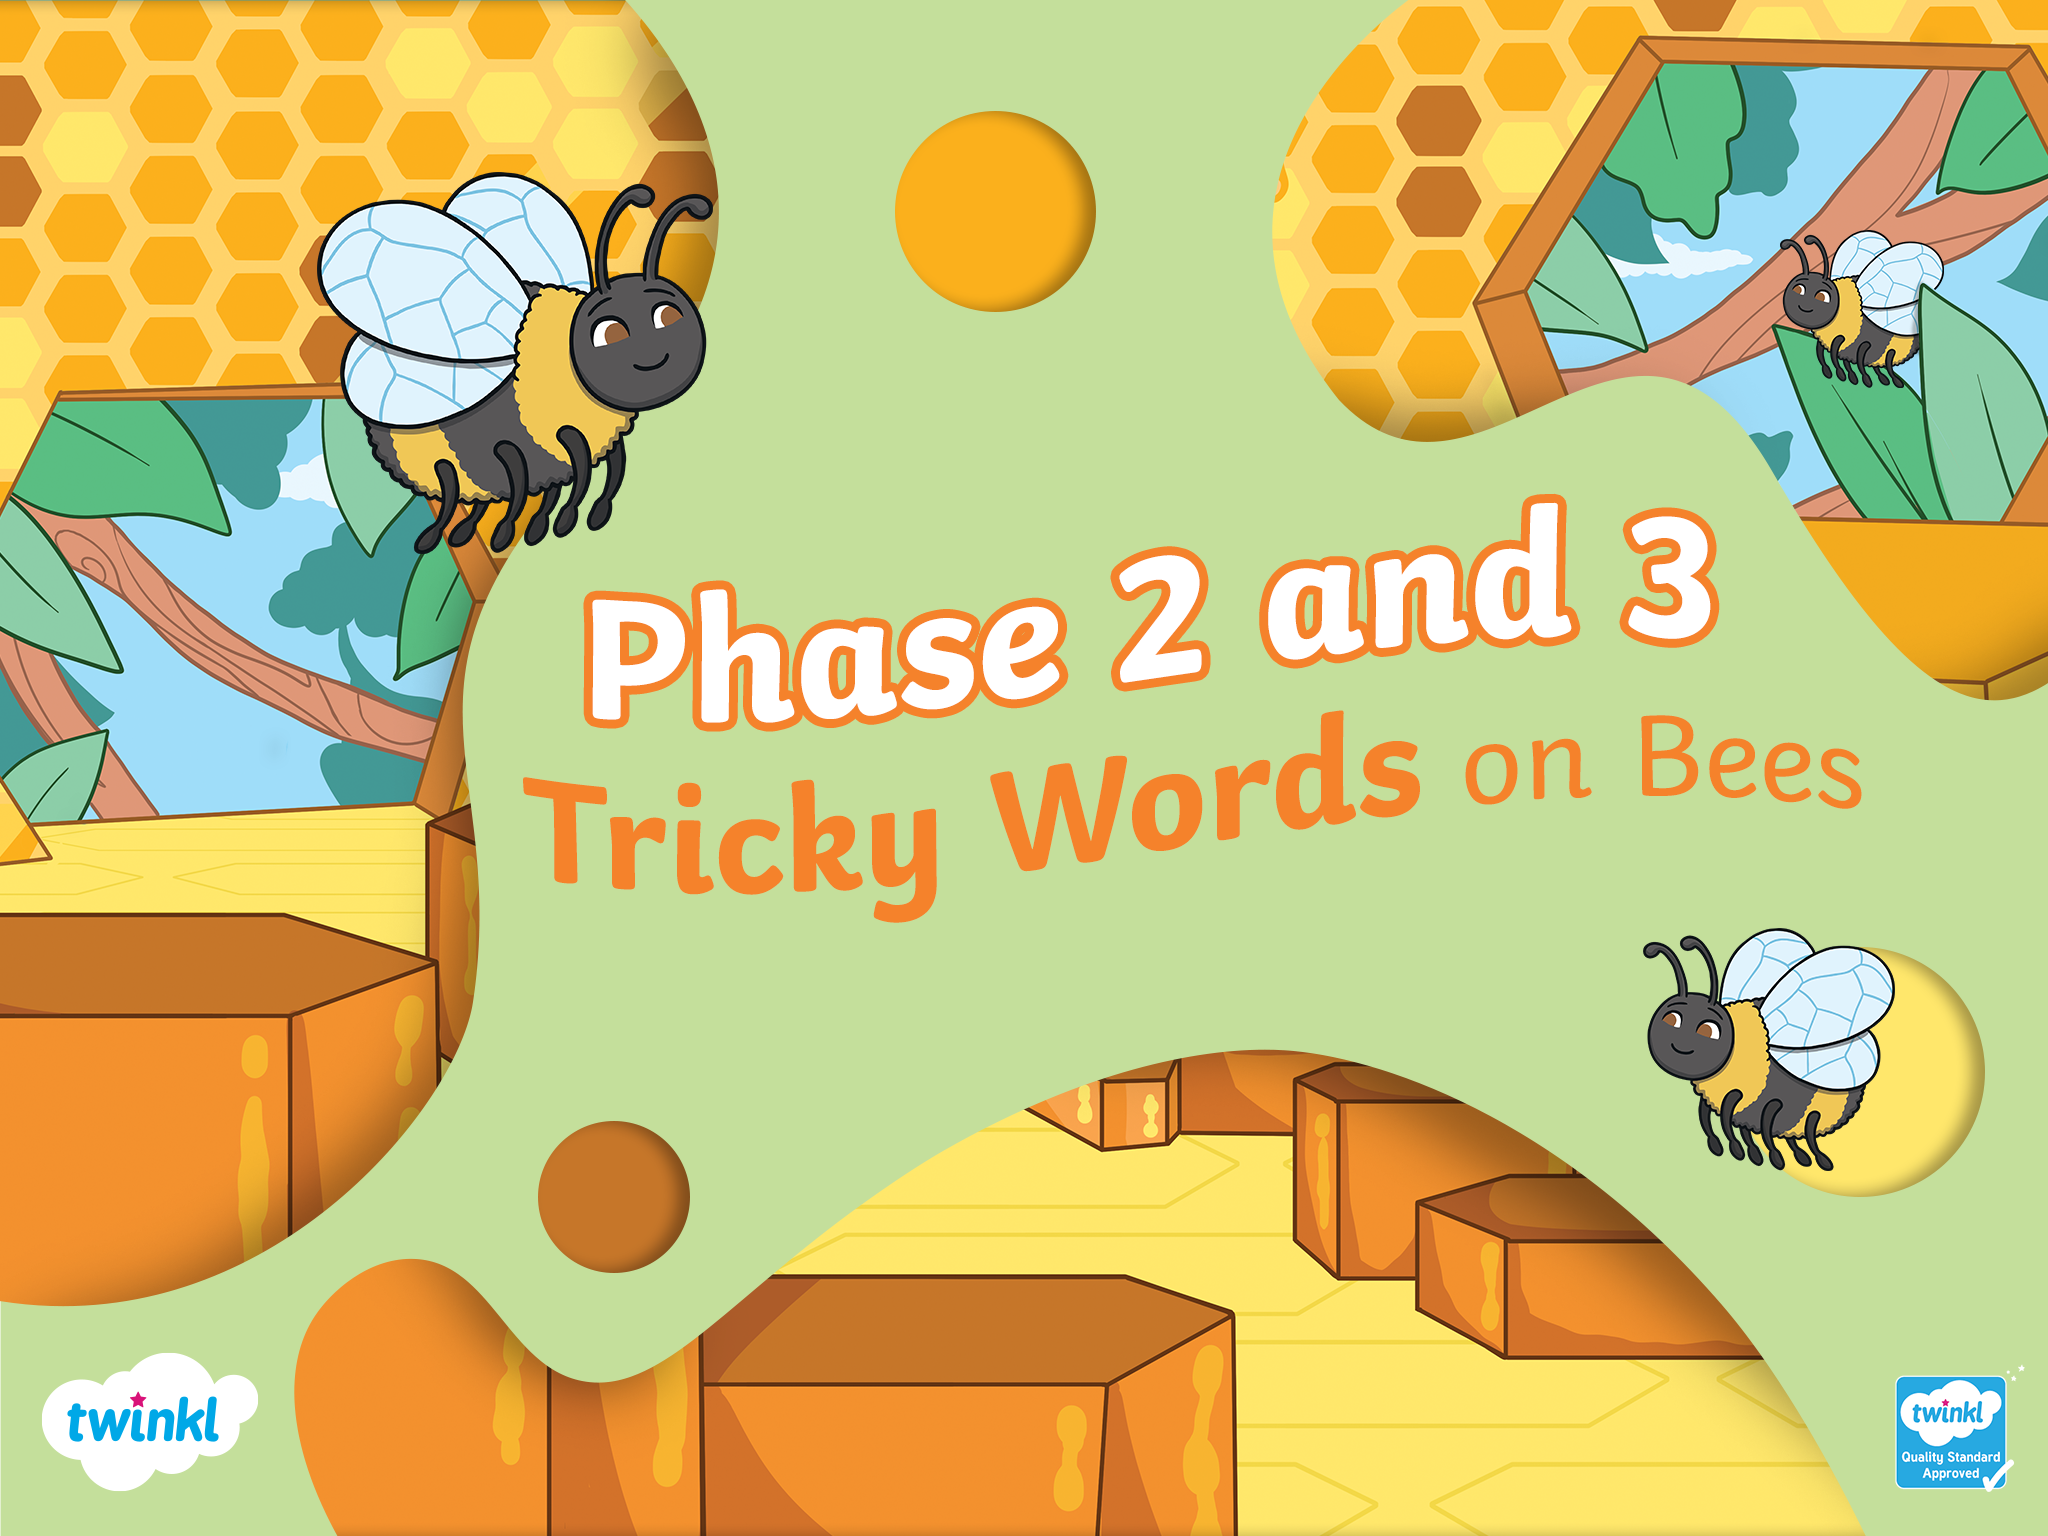 Phase 2 and 3
Tricky Words on Bees
twinkl
twinkl
Quality Standard
Approved